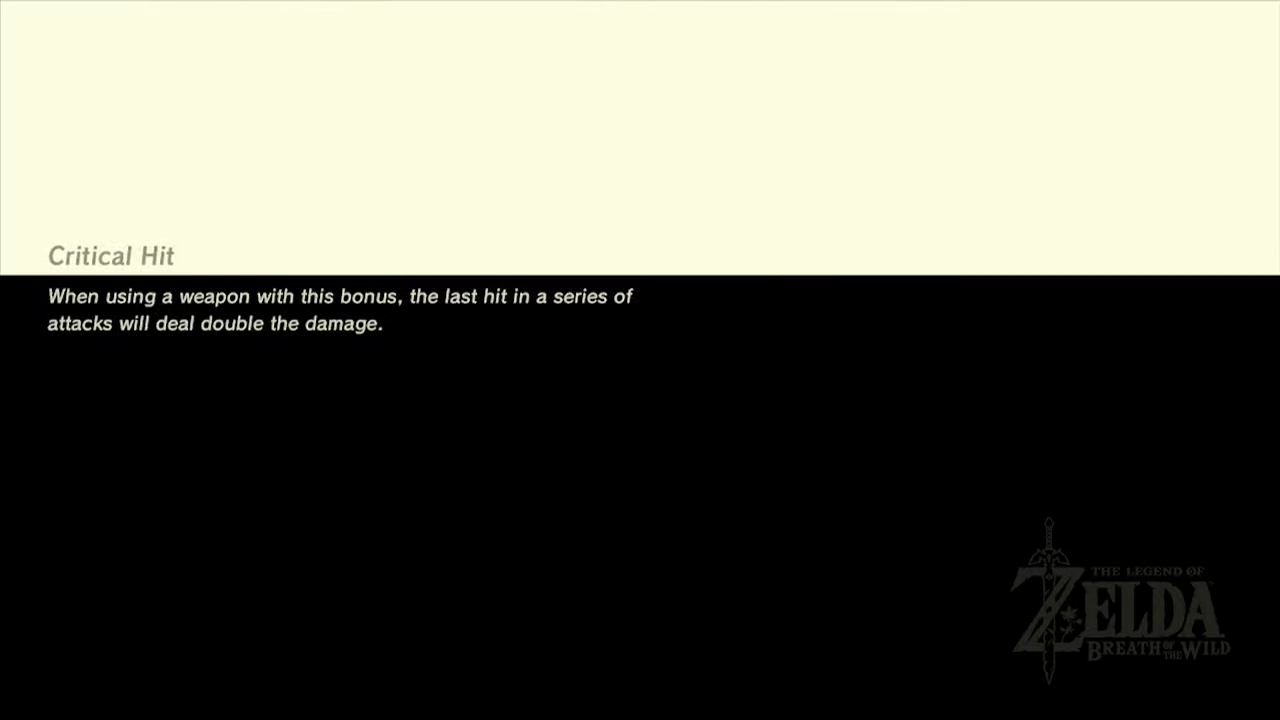 Critical Hit
When using a weapon with this bonus, the last hit in a series of
attacks will deal double the damage.
THE LEGEND OF
ZELDA
BREATH OF THE WILD